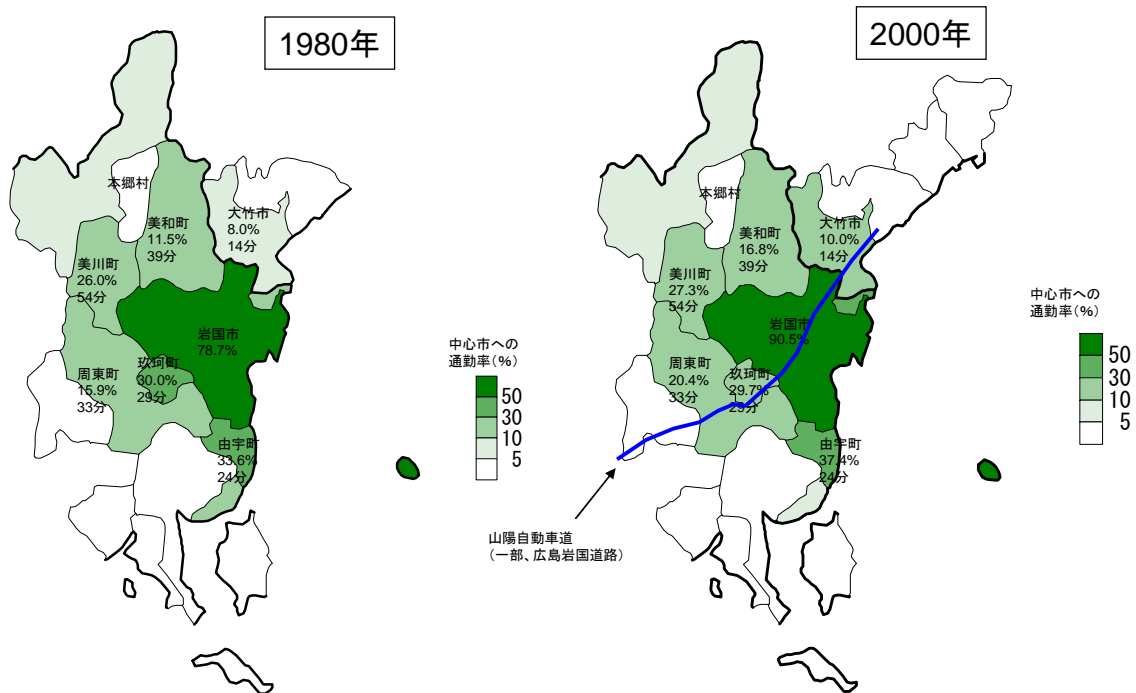 1980年
本郷村
美和町
11.5%
39分
大竹市
8.0%
14分
美川町
26.0%
54分
岩国市
78.7%
玖珂町
30.0%
29分
周東町
15.9%
33分
由宇町
33.6%
24分
中心市への
通勤率(%)
50
30
10
5
2000年
本郷村
美和町
16.8%
39分
大竹市
10.0%
14分
美川町
27.3%
54分
岩国市
90.5%
周東町
20.4%
33分
玖珂町
29.7%
29分
由宇町
37.4%
24分
山陽自動車道
(一部、広島岩国道路)
中心市への
通勤率(%)
50
30
10
5